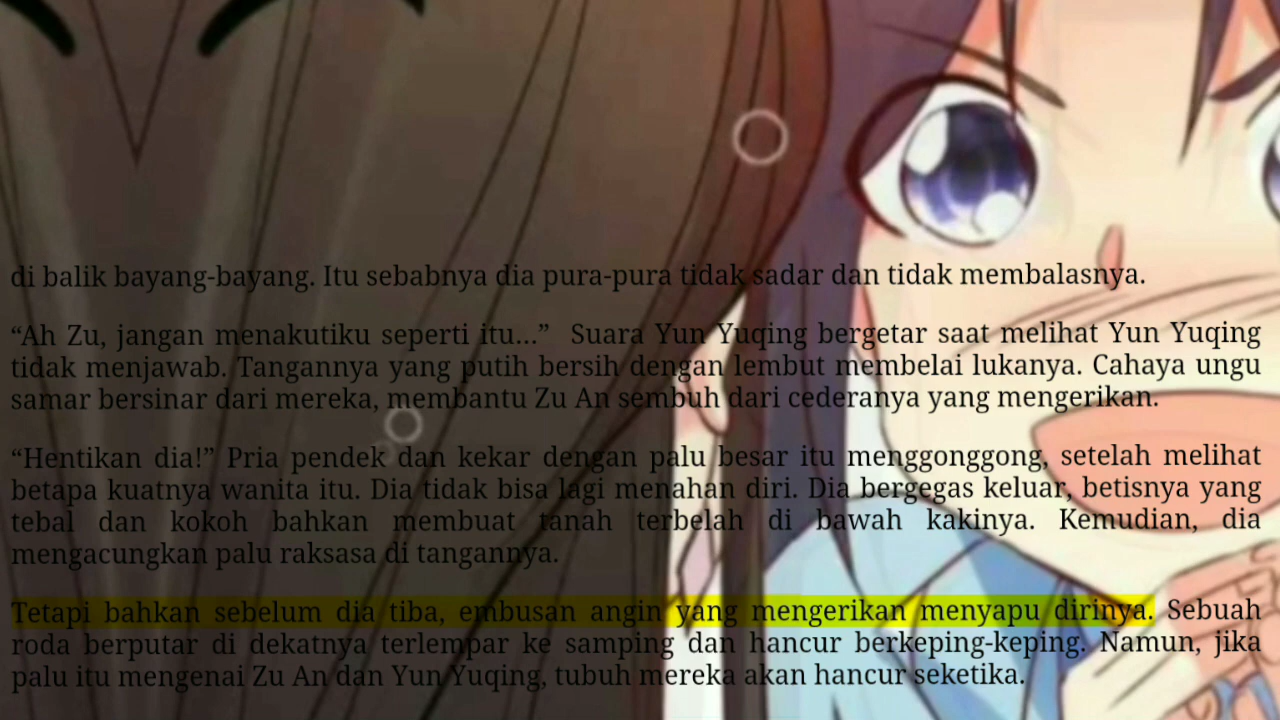 di balik bayang-bayang. Itu sebabnya dia pura-pura tidak sadar dan tidak membalasnya.
“Ah Zu, jangan menakutiku seperti itu...” Suara Yun Yuqing bergetar saat melihat Yun Yuqing
tidak menjawab. Tangannya yang putih bersih dengan lembut membelai lukanya. Cahaya ungu
samar bersinar dari mereka, membantu Zu An sembuh dari cederanya yang mengerikan.
“Hentikan dia!” Pria pendek dan kekar dengan palu besar itu menggonggong, setelah melihat
betapa kuatnya wanita itu. Dia tidak bisa lagi menahan diri. Dia bergegas keluar, betisnya yang
tebal dan kokoh bahkan membuat tanah terbelah di bawah kakinya. Kemudian, dia
mengacungkan palu raksasa di tangannya.
Tetapi bahkan sebelum dia tiba, embusan angin yang mengerikan menyapu dirinya. Sebuah
roda berputar di dekatnya terlempar ke samping dan hancur berkeping-keping. Namun, jika
palu itu mengenai Zu An dan Yun Yuqing, tubuh mereka akan hancur seketika.